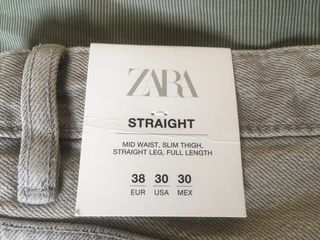 ZARA
STRAIGHT
MID WAIST, SLIM THIGH,
STRAIGHT LEG, FULL LENGTH
38 30 30
EUR USA MEX